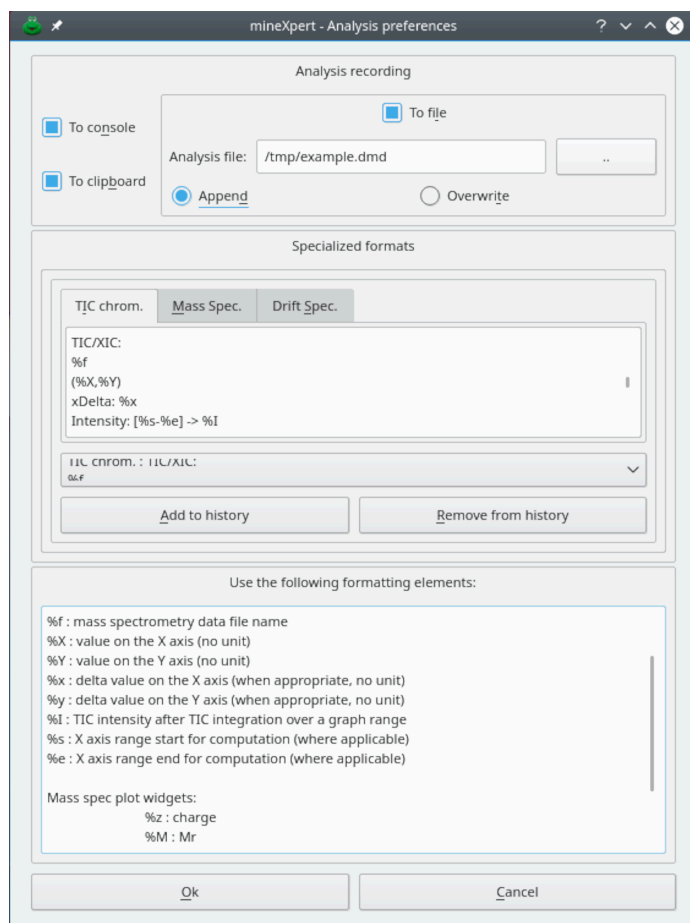 mineXpert - Analysis preferences
Analysis recording
To console
To file
Analysis file: /tmp/example.dmd ..
To clipboard
Append Overwrite
Specialized formats
TIC chrom. Mass Spec. Drift Spec.
TIC/XIC:
%f
(%X,%Y)
xDelta: %x
Intensity: [%s-%e] -> %I
TIC chrom. : TIC/XIC:
%f
Add to history Remove from history
Use the following formatting elements:
%f : mass spectrometry data file name
%X : value on the X axis (no unit)
%Y : value on the Y axis (no unit)
%x : delta value on the X axis (when appropriate, no unit)
%y : delta value on the Y axis (when appropriate, no unit)
%I : TIC intensity after TIC integration over a graph range
%s : X axis range start for computation (where applicable)
%e : X axis range end for computation (where applicable)
Mass spec plot widgets:
%z : charge
%M : Mr
Ok Cancel